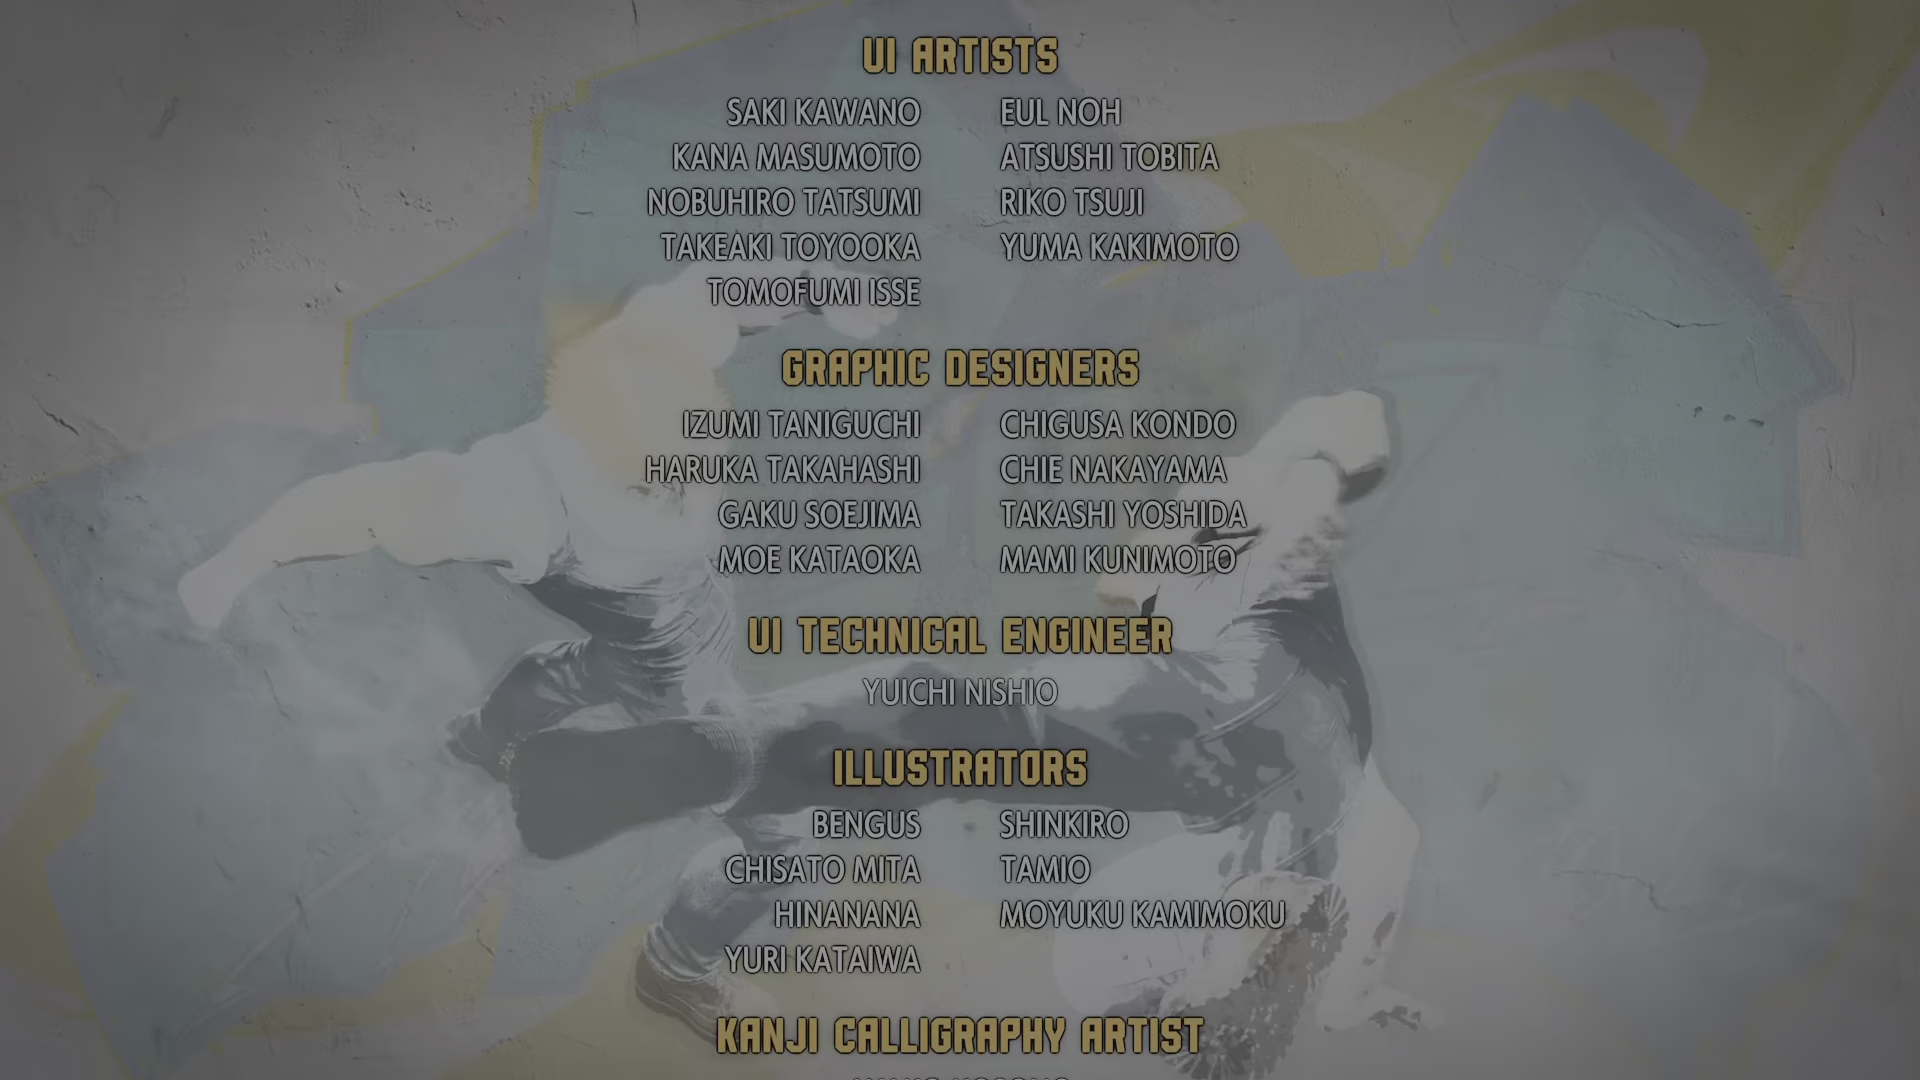 UI ARTISTS
SAKI KAWANO EUL NOH
KANA MASUMOTO ATSUSHI TOBITA
NOBUHIRO TATSUMI RIKO TSUJI
TAKEAKI TOYOOKA YUMA KAKIMOTO
TOMOFUMI ISSE
GRAPHIC DESIGNERS
IZUMI TANIGUCHI CHIGUSA KONDO
HARUKA TAKAHASHI CHIE NAKAYAMA
GAKU SOEJIMA TAKASHI YOSHIDA
MOE KATAOKA MAMI KUNIMOTO
UI TECHNICAL ENGINEER
YUICHI NISHIO
ILLUSTRATORS
BENGUS SHINKIRO
CHISATO MITA TAMIO
HINANANA MOYUKU KAMIMOKU
YURI KATAIWA
KANJI CALLIGRAPHY ARTIST